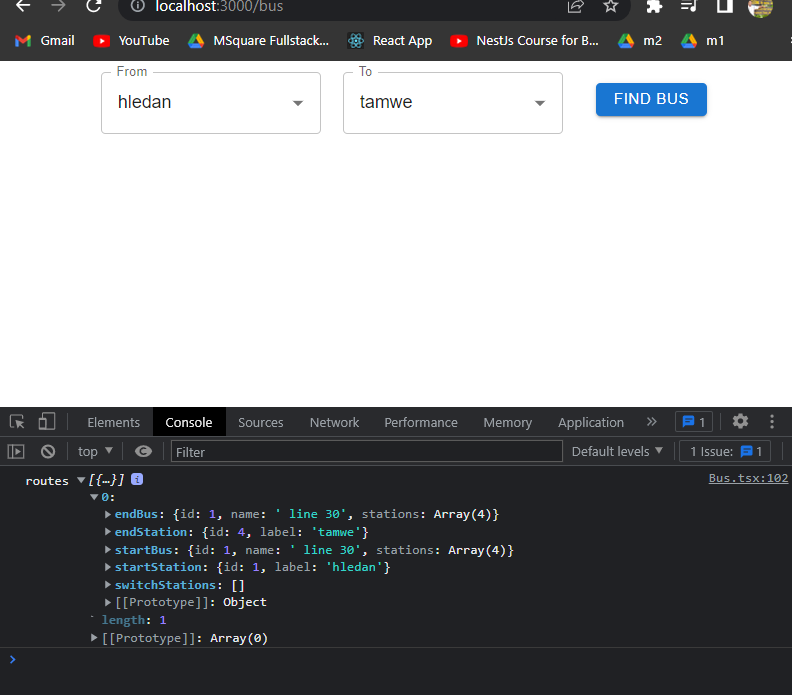 localhost:3000/bus
Gmail YouTube MSquare Fullstack... React App NestJs Course for B... m2 m1
From To
hledan tamwe FIND BUS
Elements Console Sources Network Performance Memory Application » 1
top Filter Default levels 1 Issue: 1
routes [{…}] i Bus.tsx:102
0:
endBus: {id: 1, name: ' line 30', stations: Array(4)}
endStation: {id: 4, label: 'tamwe'}
startBus: {id: 1, name: ' line 30', stations: Array(4)}
startStation: {id: 1, label: 'hledan'}
switchStations: []
[[Prototype]]: Object
length: 1
[[Prototype]]: Array(0)